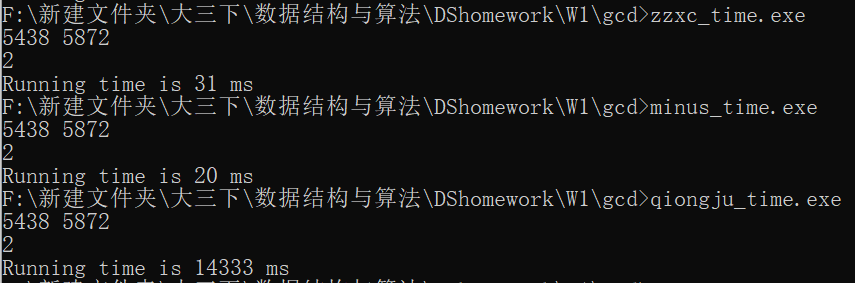 F:\新建文件夹\大三下\数据结构与算法\DShomework\W1\gcd>zzxc_time.exe
5438 5872
2
Running time is 31 ms
F:\新建文件夹\大三下\数据结构与算法\DShomework\W1\gcd>minus_time.exe
5438 5872
2
Running time is 20 ms
F:\新建文件夹\大三下\数据结构与算法\DShomework\W1\gcd>qiongju_time.exe
5438 5872
2
Running time is 14333 ms